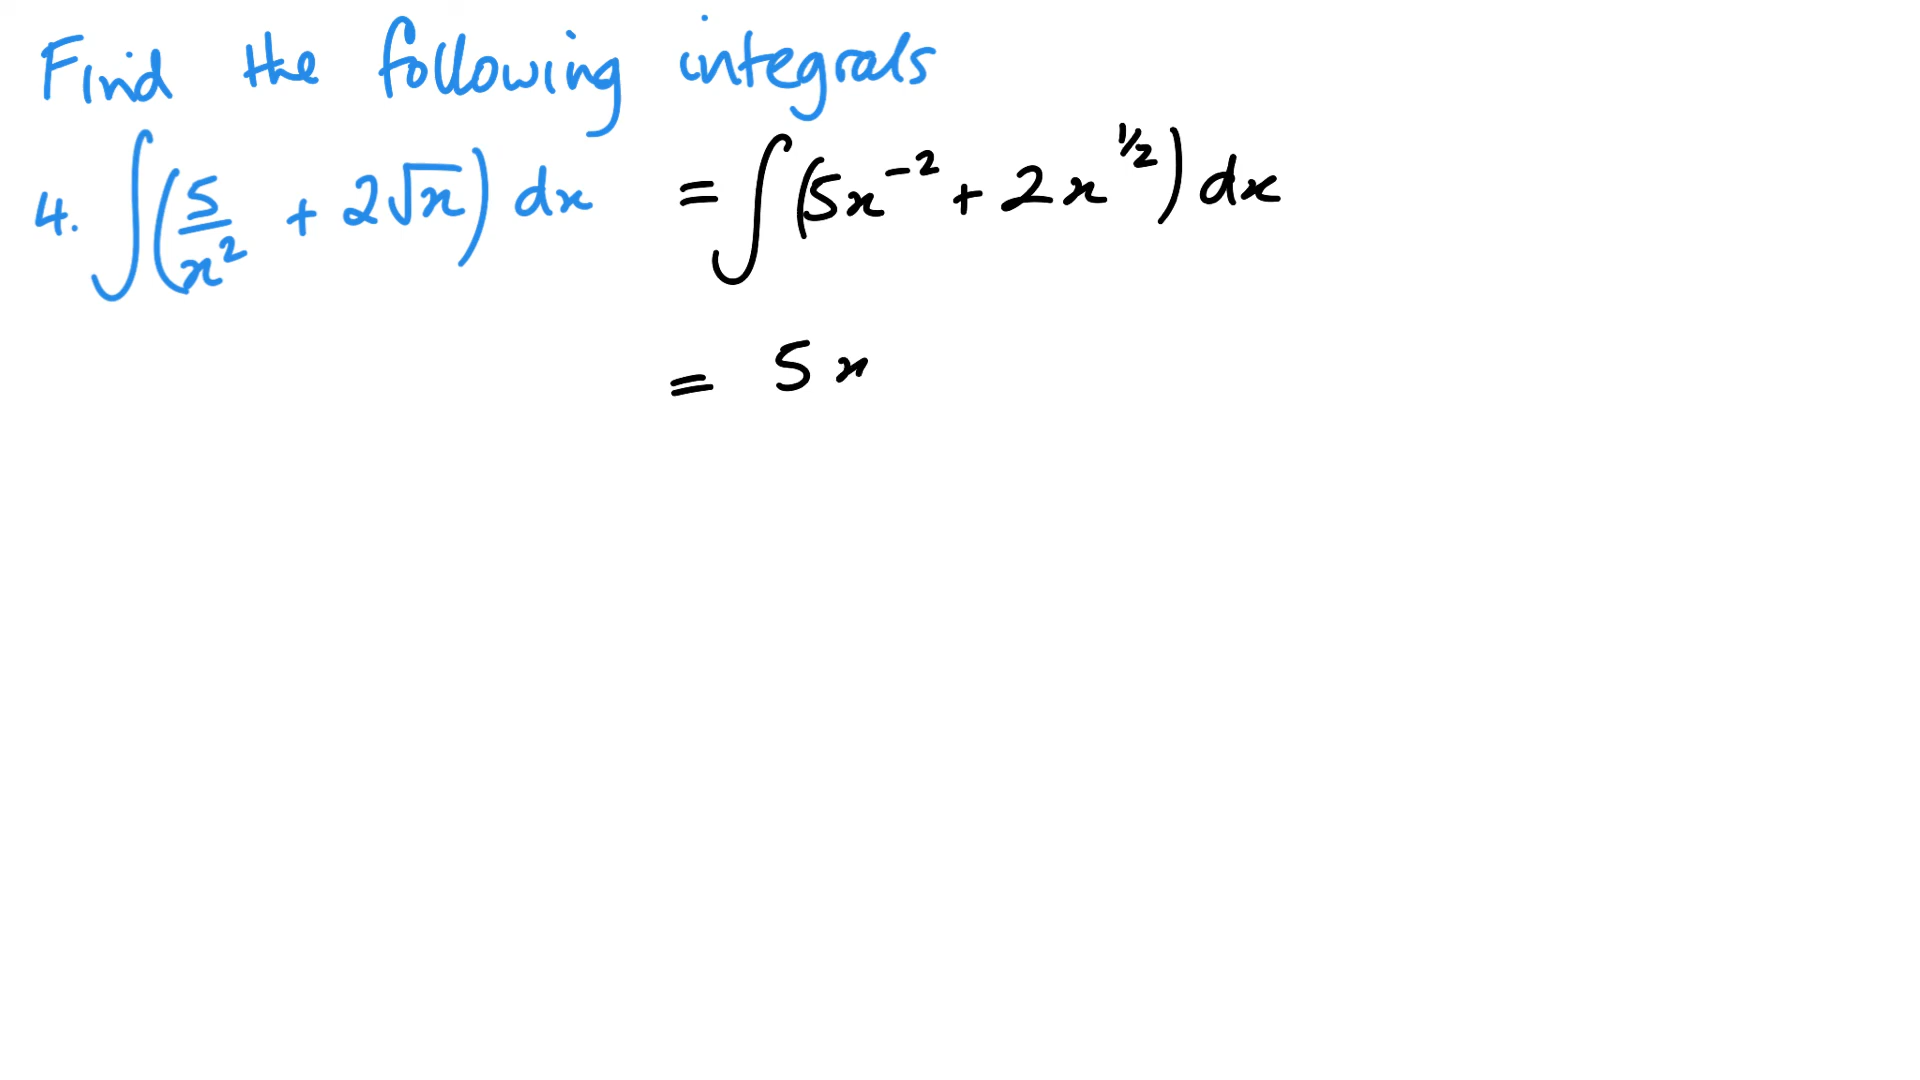 Find the following integrals
4. ∫(5/x² + 2√x) dx = ∫(5x⁻² + 2x^½) dx
= 5x